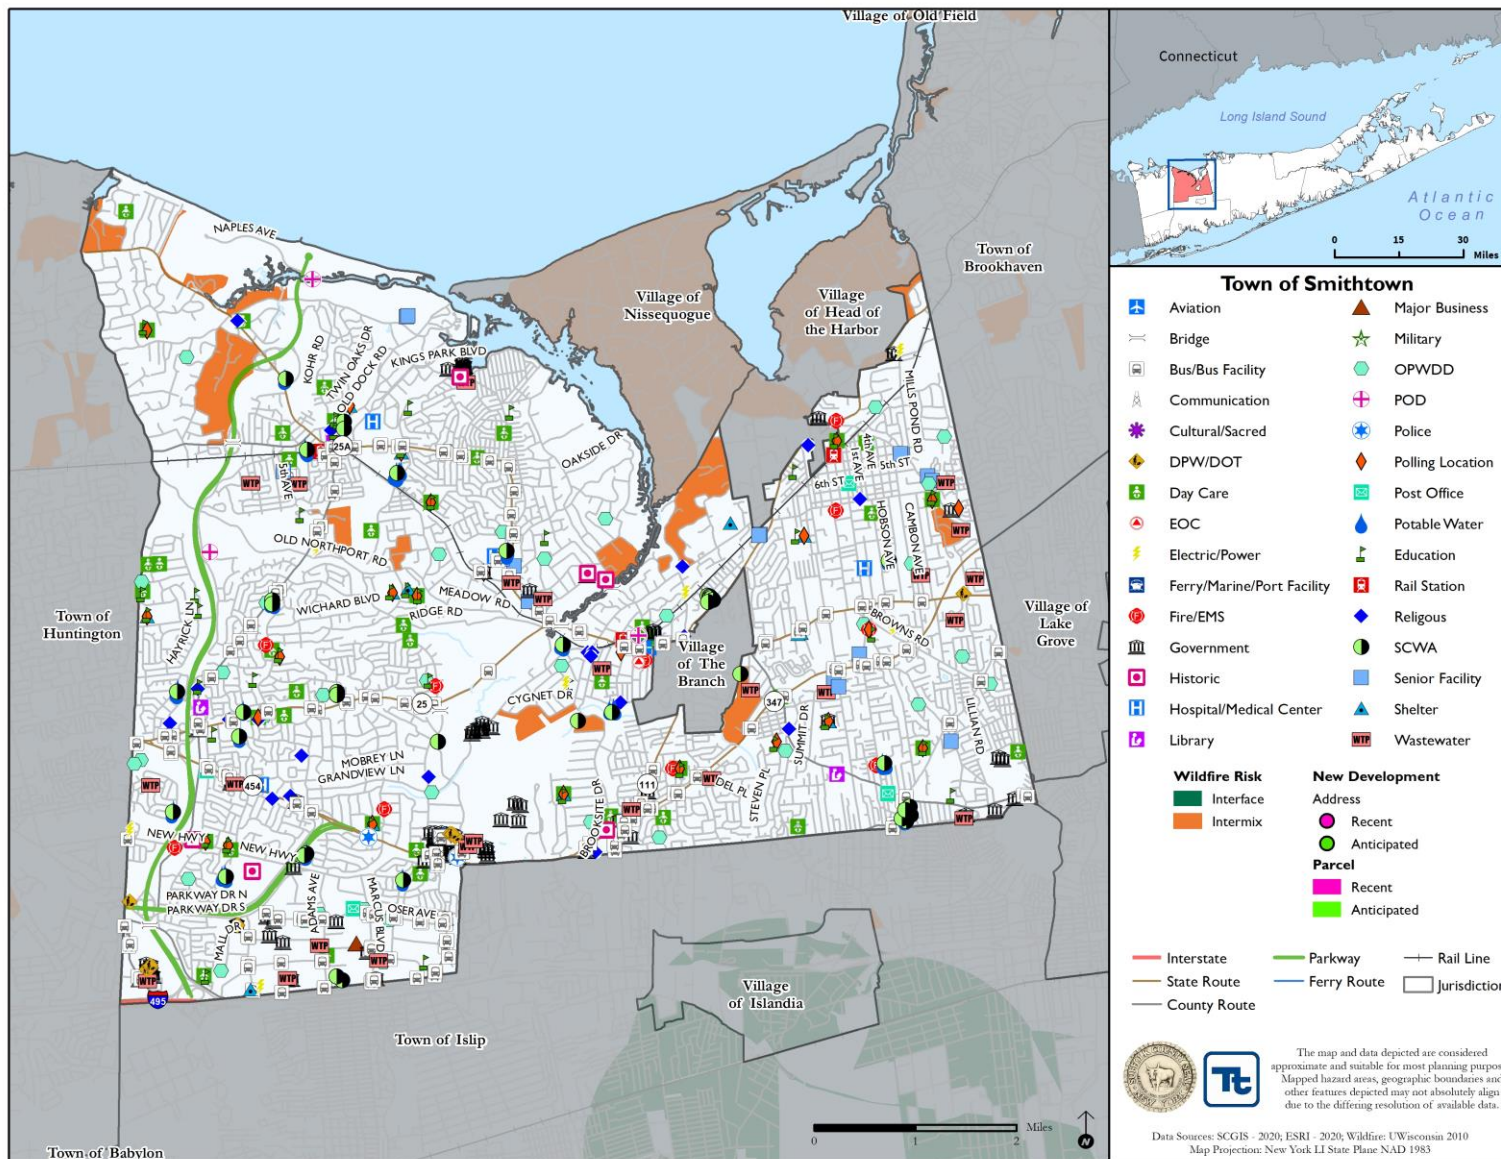 Village of Old Field
Connecticut
Long Island Sound
Atlantic
Ocean
0 15 30
Miles
NAPLES AVE
Town of
Brookhaven
Village of
Nissequogue
Village
of Head of
the Harbor
KOHR RD
TWIN OAKS DR
OLD DOCK RD
KINGS PARK BLVD
MILLS POND RD
OAKSIDE DR
25A
5th AVE
4th AVE
1st AVE
5th ST
6th ST
HOBSON AVE
CAMBON AVE
OLD NORTHPORT RD
WICHARD BLVD
MEADOW RD
RIDGE RD
BROWNS RD
Town of
Huntington
HAYRICK LN
Village of
Lake
Grove
Village
of The
Branch
CYGNET DR
25
347
SUMMIT DR
LILLIAN RD
MOBREY LN
GRANDVIEW LN
454
111
DEL PL
STEVEN PL
BROOKSITE DR
NEW HWY
NEW HWY
PARKWAY DR N
PARKWAY DR S
ADAMS AVE
MARCUS BLVD
OSER AVE
MALL DR
WTP
495
Village
of Islandia
Town of Islip
Town of Babylon
0 1 2
Miles
N
Town of Smithtown
Aviation
Bridge
Bus/Bus Facility
Communication
Cultural/Sacred
DPW/DOT
Day Care
EOC
Electric/Power
Ferry/Marine/Port Facility
Fire/EMS
Government
Historic
Hospital/Medical Center
Library
Major Business
Military
OPWDD
POD
Police
Polling Location
Post Office
Potable Water
Education
Rail Station
Religous
SCWA
Senior Facility
Shelter
WTP Wastewater
Wildfire Risk
Interface
Intermix
New Development
Address
Recent
Anticipated
Parcel
Recent
Anticipated
Interstate
State Route
County Route
Parkway
Ferry Route
Rail Line
Jurisdiction
Tt
The map and data depicted are considered
approximate and suitable for most planning purpos
Mapped hazard areas, geographic boundaries and
other features depicted may not absolutely align
due to the differing resolution of available data.
Data Sources: SCGIS - 2020; ESRI - 2020; Wildfire: UWisconsin 2010
Map Projection: New York LI State Plane NAD 1983